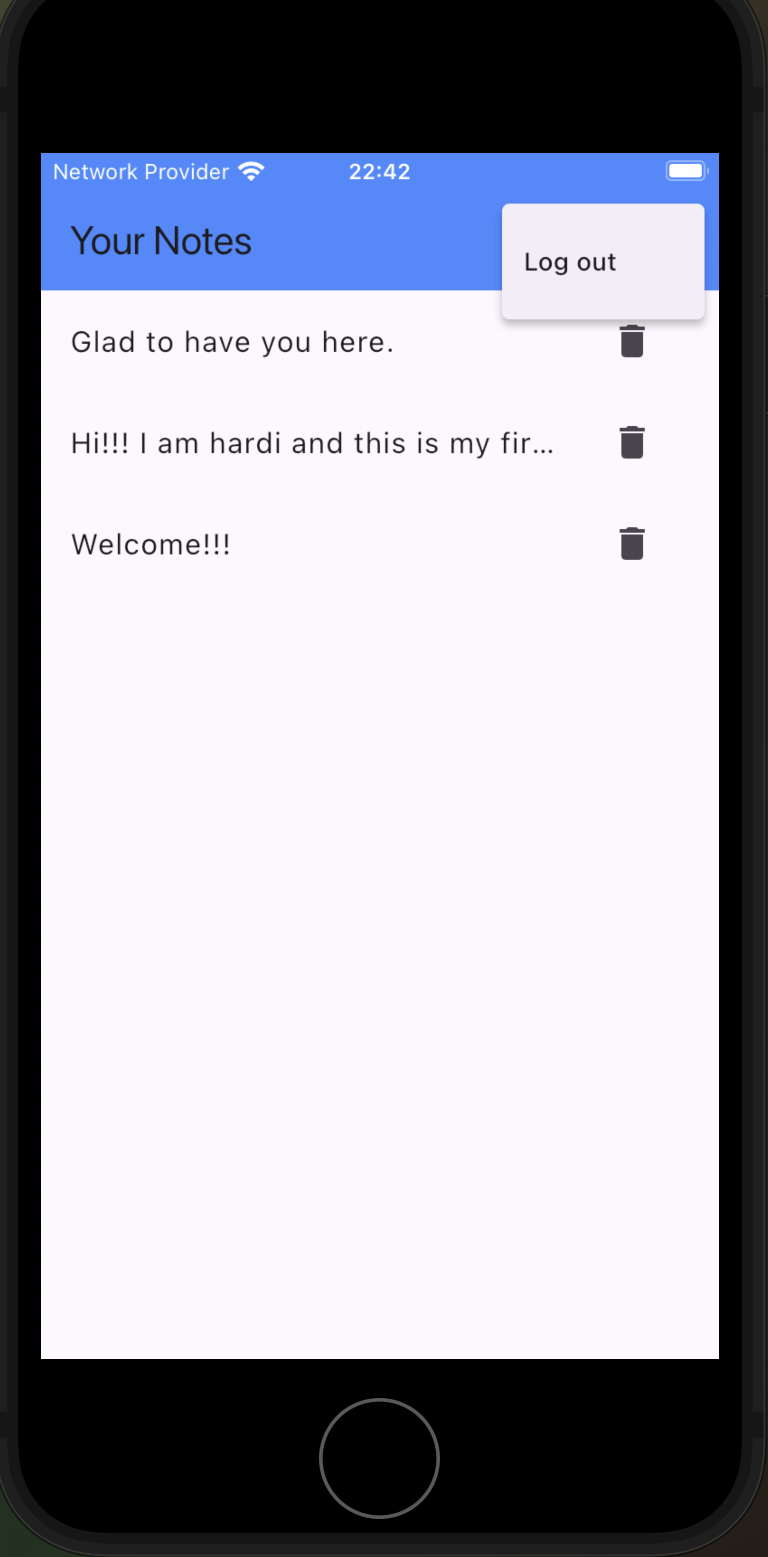 Network Provider 22:42
Your Notes
Log out
Glad to have you here.
Hi!!! I am hardi and this is my fir...
Welcome!!!